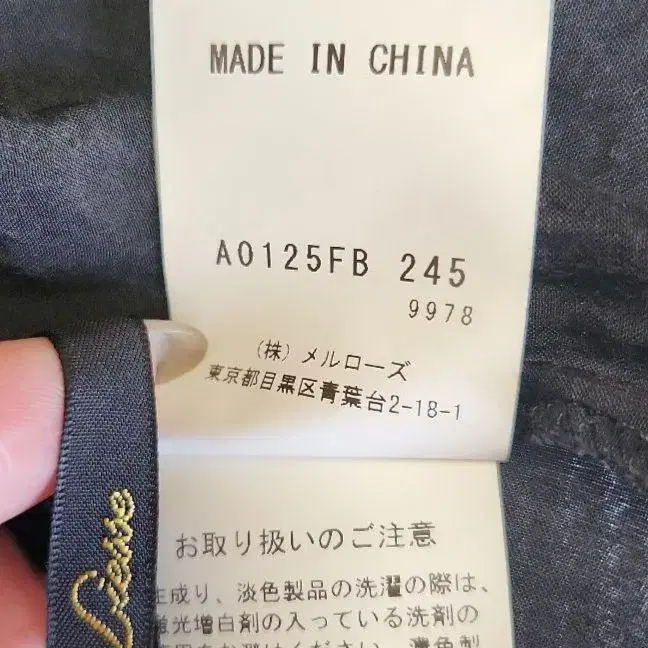 MADE IN CHINA
A0125FB 245
9978
(株) メルローズ
東京都目黒区青葉台2-18-1
お取り扱いのご注意
生成り、淡色製品の洗濯の際は、
蛍光増白剤の入っている洗剤の